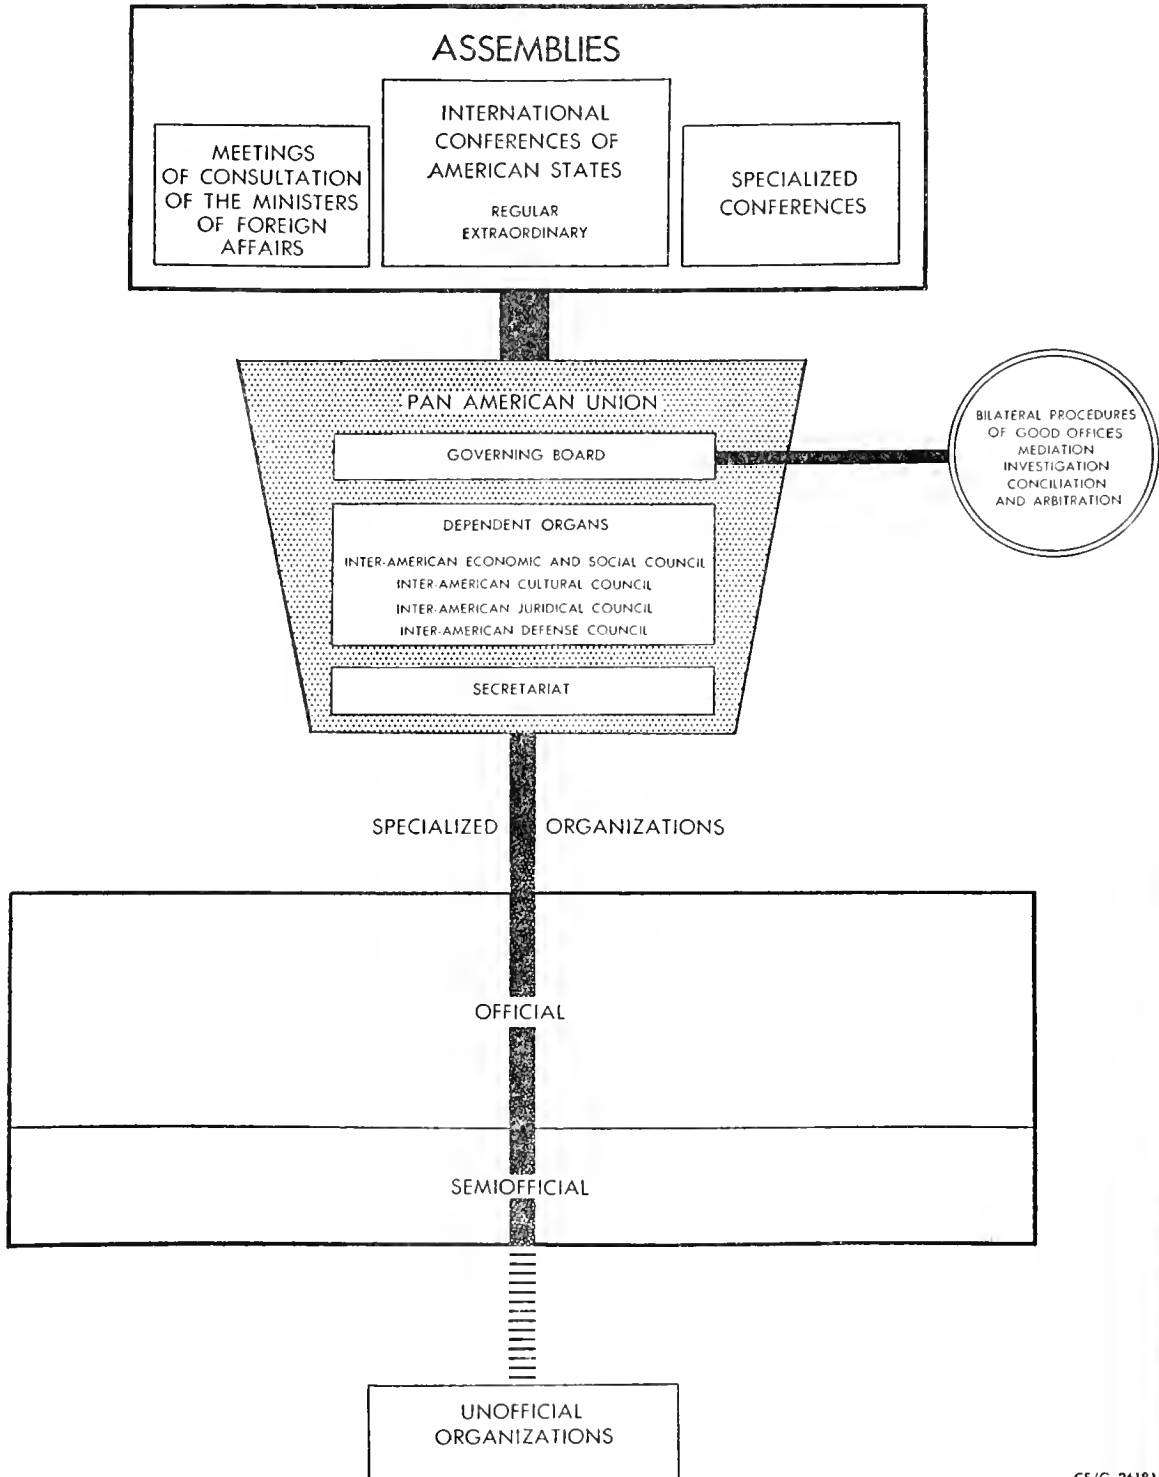 ASSEMBLIES
MEETINGS
OF CONSULTATION
OF THE MINISTERS
OF FOREIGN
AFFAIRS
INTERNATIONAL
CONFERENCES OF
AMERICAN STATES
REGULAR
EXTRAORDINARY
SPECIALIZED
CONFERENCES
PAN AMERICAN UNION
GOVERNING BOARD
BILATERAL PROCEDURES
OF GOOD OFFICES
MEDIATION
INVESTIGATION
CONCILIATION
AND ARBITRATION
DEPENDENT ORGANS
INTER-AMERICAN ECONOMIC AND SOCIAL COUNCIL
INTER-AMERICAN CULTURAL COUNCIL
INTER-AMERICAN JURIDICAL COUNCIL
INTER-AMERICAN DEFENSE COUNCIL
SECRETARIAT
SPECIALIZED ORGANIZATIONS
OFFICIAL
SEMIOFFICIAL
UNOFFICIAL
ORGANIZATIONS